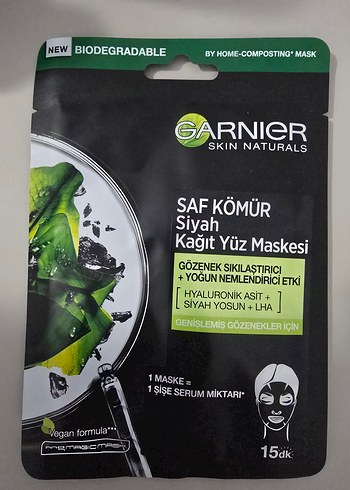 NEW BIODEGRADABLE BY HOME-COMPOSTING* MASK
GARNIER
SKIN NATURALS
SAF KÖMÜR
Siyah
Kağıt Yüz Maskesi
GÖZENEK SIKILAŞTIRICI
+ YOĞUN NEMLENDİRİCİ ETKİ
[ HYALURONİK ASİT +
SİYAH YOSUN + LHA ]
GENİŞLEMİŞ GÖZENEKLER İÇİN
1 MASKE =
1 ŞİŞE SERUM MİKTARI*
Vegan formula***
15dk